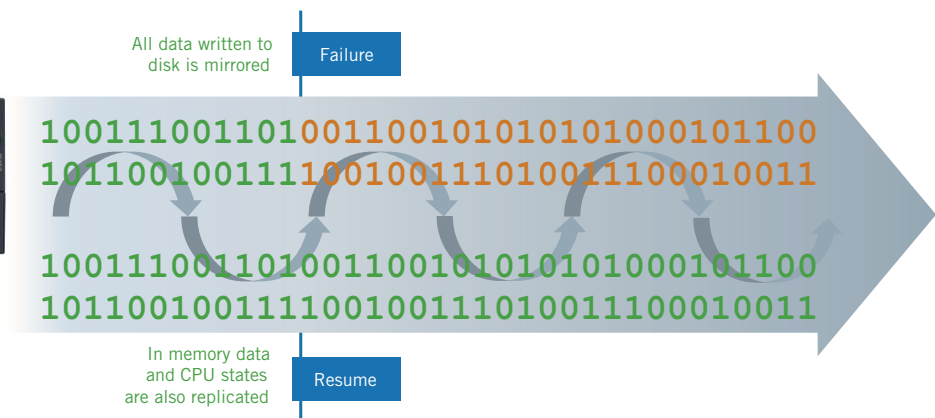 All data written to
disk is mirrored
Failure
100111001101001100101010101000101100
101100100111100100111010011100010011
100111001101001100101010101000101100
101100100111100100111010011100010011
In memory data
and CPU states
are also replicated
Resume